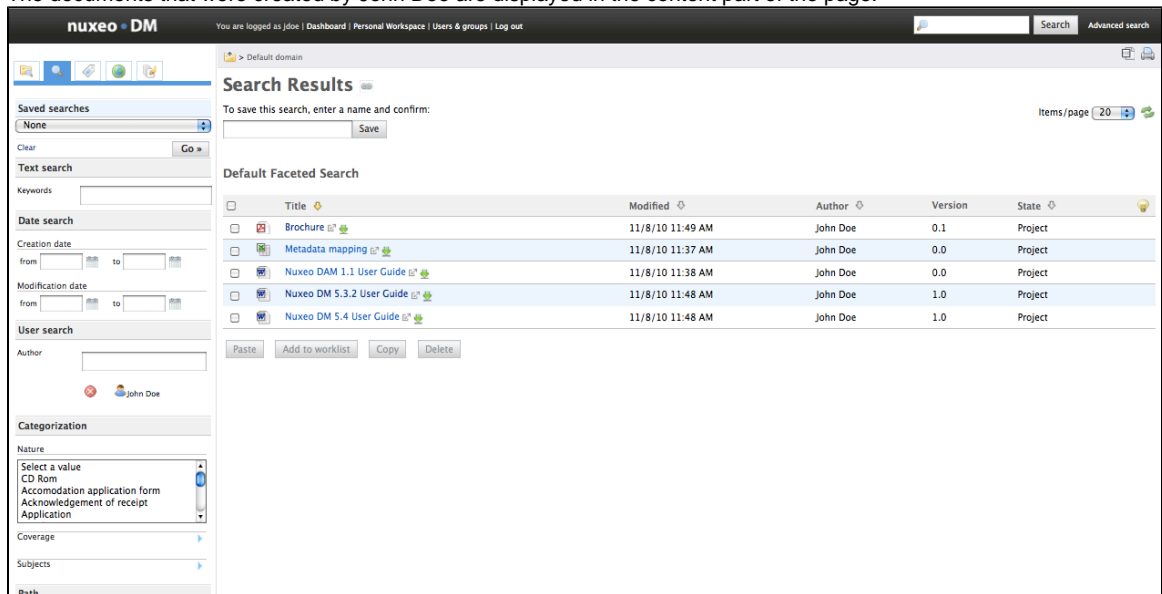 The documents that were created by John Doe are displayed in the content part of the page.
nuxeo DM
You are logged as jdoe | Dashboard | Personal Workspace | Users & groups | Log out
Search
Advanced search
> Default domain
Search Results
To save this search, enter a name and confirm:
Save
Items/page 20
Saved searches
None
Clear
Go »
Text search
Keywords
Date search
Creation date
from to
Modification date
from to
User search
Author
John Doe
Categorization
Nature
Select a value
CD Rom
Accomodation application form
Acknowledgement of receipt
Application
Coverage
Subjects
Path
Default Faceted Search
Title Modified Author Version State
Brochure 11/8/10 11:49 AM John Doe 0.1 Project
Metadata mapping 11/8/10 11:37 AM John Doe 0.0 Project
Nuxeo DAM 1.1 User Guide 11/8/10 11:38 AM John Doe 0.0 Project
Nuxeo DM 5.3.2 User Guide 11/8/10 11:48 AM John Doe 1.0 Project
Nuxeo DM 5.4 User Guide 11/8/10 11:48 AM John Doe 1.0 Project
Paste Add to worklist Copy Delete